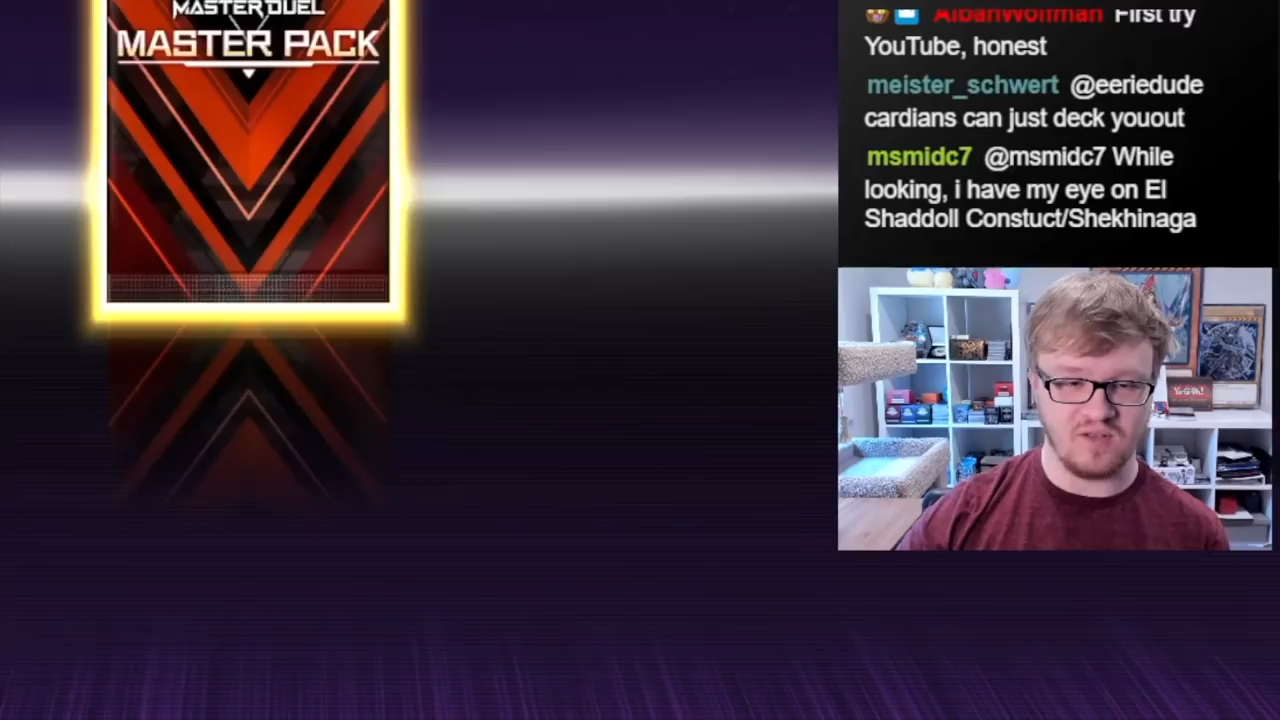 MASTER DUEL
MASTER PACK
AlbanWolfman First try
YouTube, honest
meister_schwert @eeriedude
cardians can just deck youout
msmidc7 @msmidc7 While
looking, i have my eye on El
Shaddoll Constuct/Shekhinaga